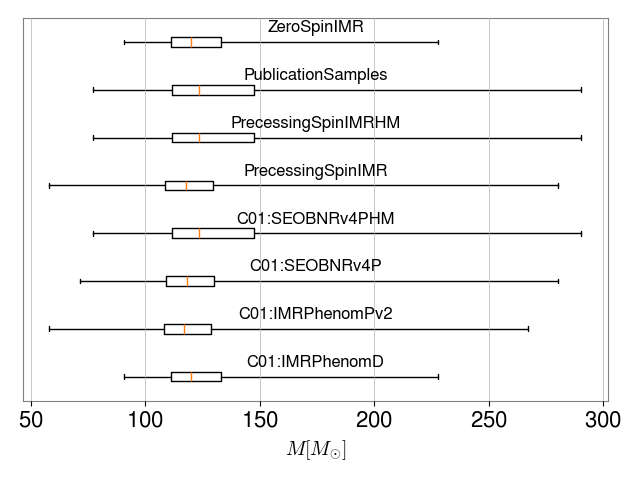 ZeroSpinIMR
PublicationSamples
PrecessingSpinIMRHM
PrecessingSpinIMR
C01:SEOBNRv4PHM
C01:SEOBNRv4P
C01:IMRPhenomPv2
C01:IMRPhenomD
50 100 150 200 250 300
M[M⊙]